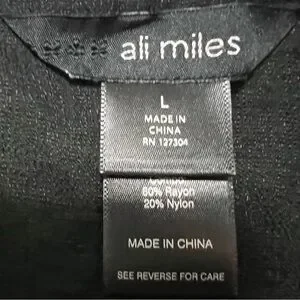 ali miles
L
MADE IN
CHINA
RN 127304
80% Rayon
20% Nylon
MADE IN CHINA
SEE REVERSE FOR CARE